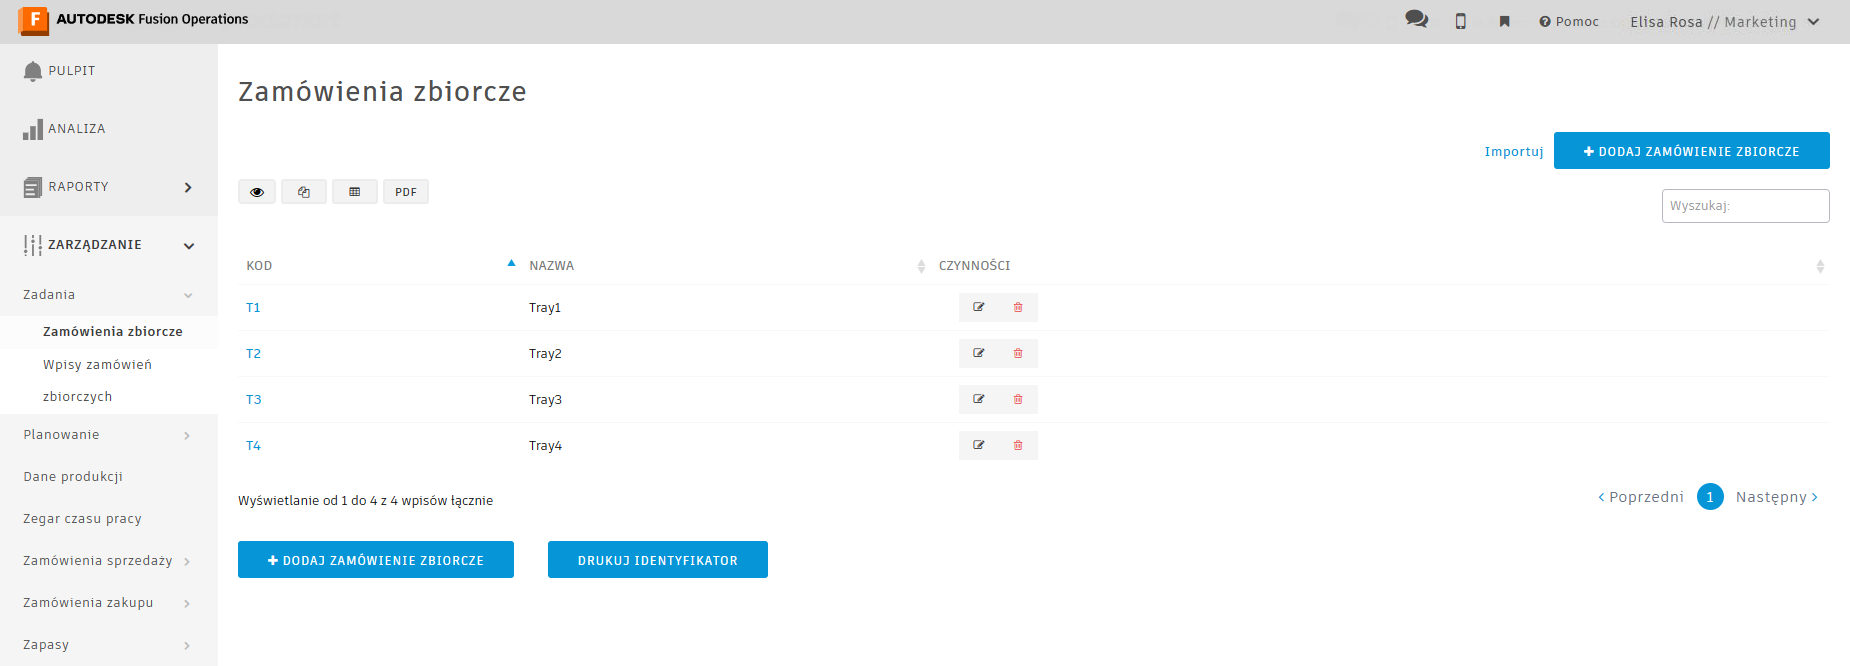 F AUTODESK Fusion Operations
Pomoc
Elisa Rosa // Marketing
PULPIT
ANALIZA
RAPORTY
ZARZĄDZANIE
Zadania
Zamówienia zbiorcze
Wpisy zamówień
zbiorczych
Planowanie
Dane produkcji
Zegar czasu pracy
Zamówienia sprzedaży
Zamówienia zakupu
Zapasy
Zamówienia zbiorcze
Importuj
DODAJ ZAMÓWIENIE ZBIORCZE
PDF
Wyszukaj:
KOD NAZWA CZYNNOŚCI
T1 Tray1
T2 Tray2
T3 Tray3
T4 Tray4
Wyświetlanie od 1 do 4 z 4 wpisów łącznie
Poprzedni 1 Następny
DODAJ ZAMÓWIENIE ZBIORCZE
DRUKUJ IDENTYFIKATOR